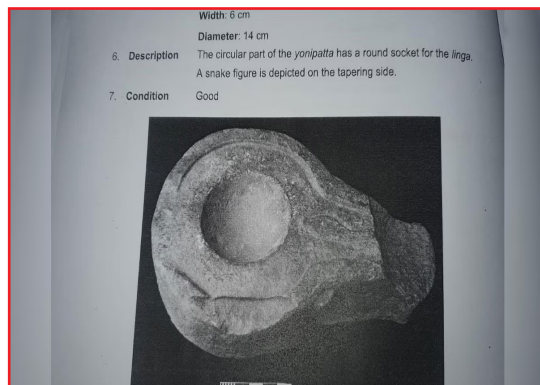 Width: 6 cm
Diameter: 14 cm
6. Description The circular part of the yonipatta has a round socket for the linga.
A snake figure is depicted on the tapering side.
7. Condition Good